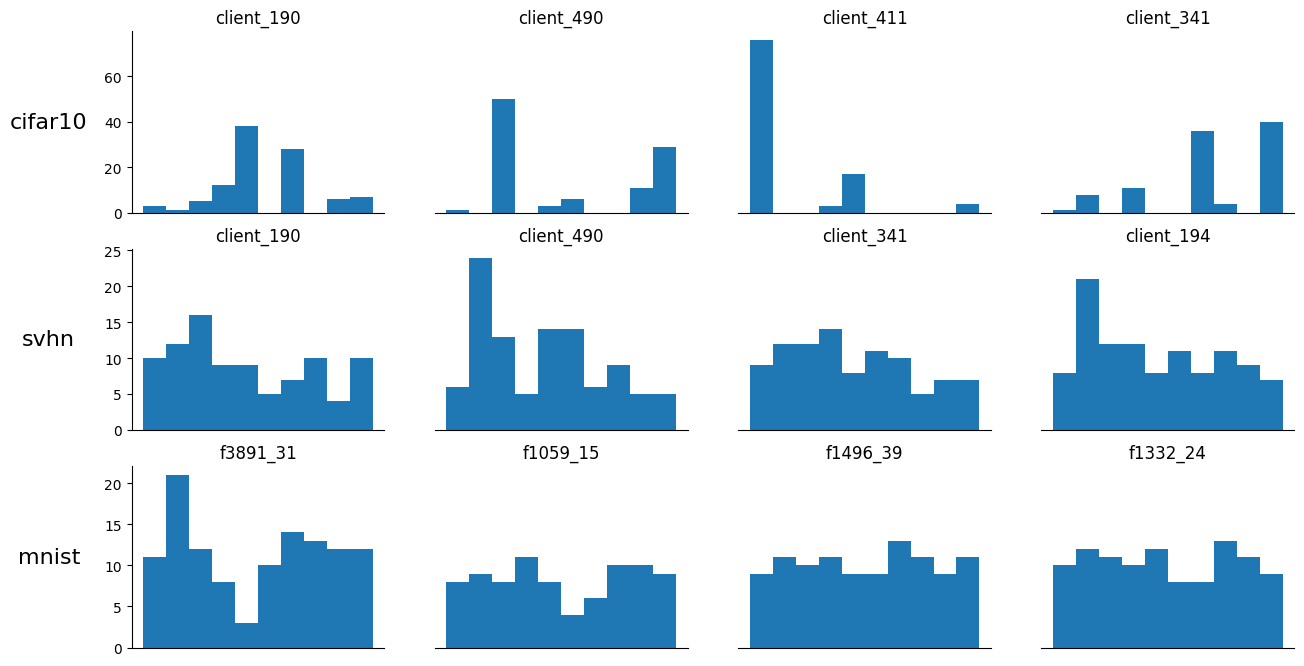 client_190 client_490 client_411 client_341
60
40
20
0
cifar10
client_190 client_490 client_341 client_194
25
20
15
10
5
0
svhn
f3891_31 f1059_15 f1496_39 f1332_24
20
15
10
5
0
mnist